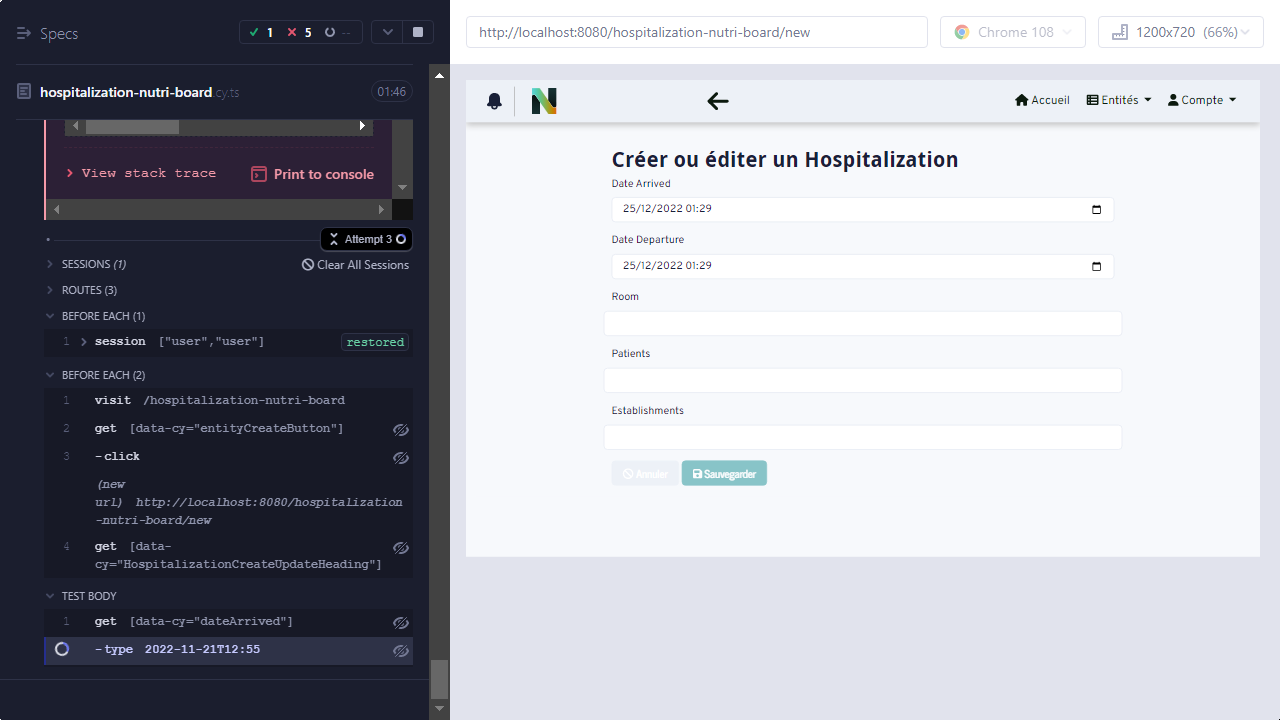 Specs
1
5
--
hospitalization-nutri-board.cy.ts
01:46
View stack trace
Print to console
Attempt 3
SESSIONS (1)
Clear All Sessions
ROUTES (3)
BEFORE EACH (1)
1 session ["user","user"] restored
BEFORE EACH (2)
1 visit /hospitalization-nutri-board
2 get [data-cy="entityCreateButton"]
3 -click
(new
url) http://localhost:8080/hospitalization
-nutri-board/new
4 get [data-
cy="HospitalizationCreateUpdateHeading"]
TEST BODY
1 get [data-cy="dateArrived"]
-type 2022-11-21T12:55
http://localhost:8080/hospitalization-nutri-board/new
Chrome 108
1200x720 (66%)
N
Accueil
Entités
Compte
Créer ou éditer un Hospitalization
Date Arrived
25/12/2022 01:29
Date Departure
25/12/2022 01:29
Room
Patients
Establishments
Annuler
Sauvegarder